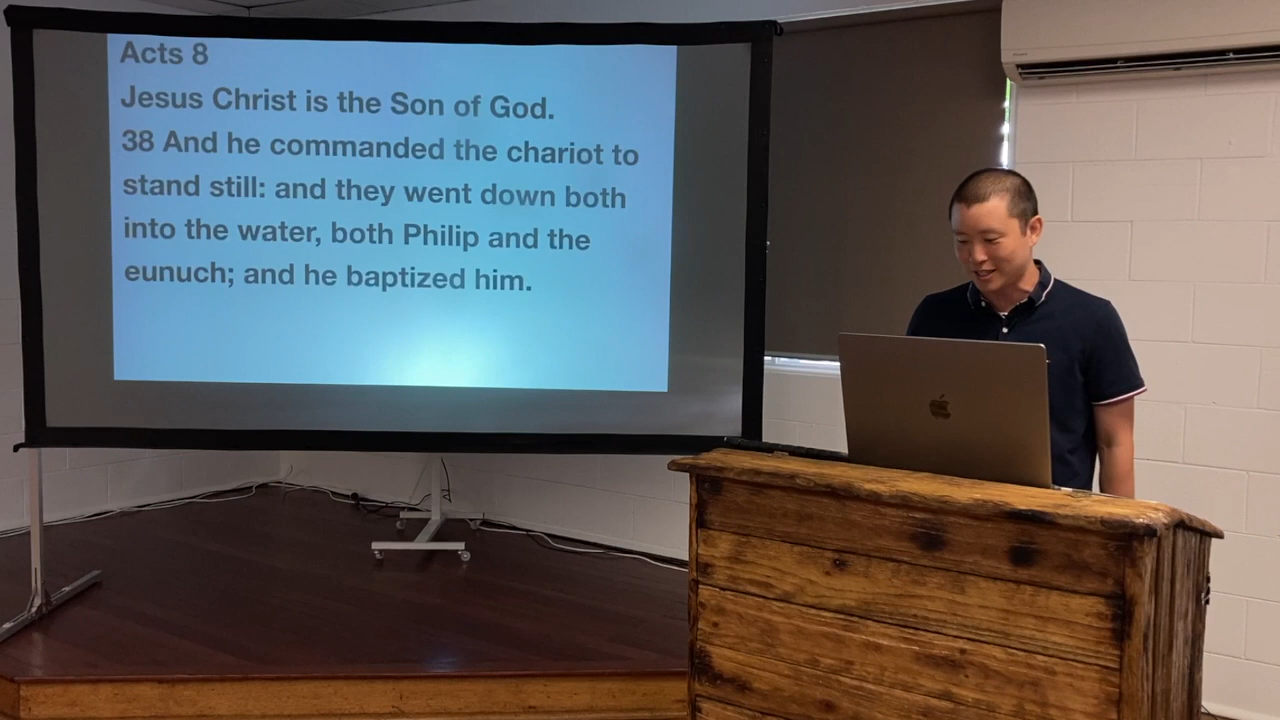 Acts 8
Jesus Christ is the Son of God.
38 And he commanded the chariot to
stand still: and they went down both
into the water, both Philip and the
eunuch; and he baptized him.